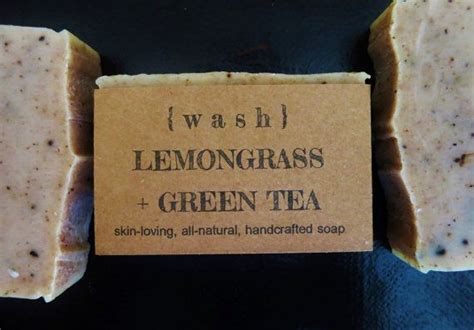 {wash}
LEMONGRASS
+ GREEN TEA
skin-loving, all-natural, handcrafted soap